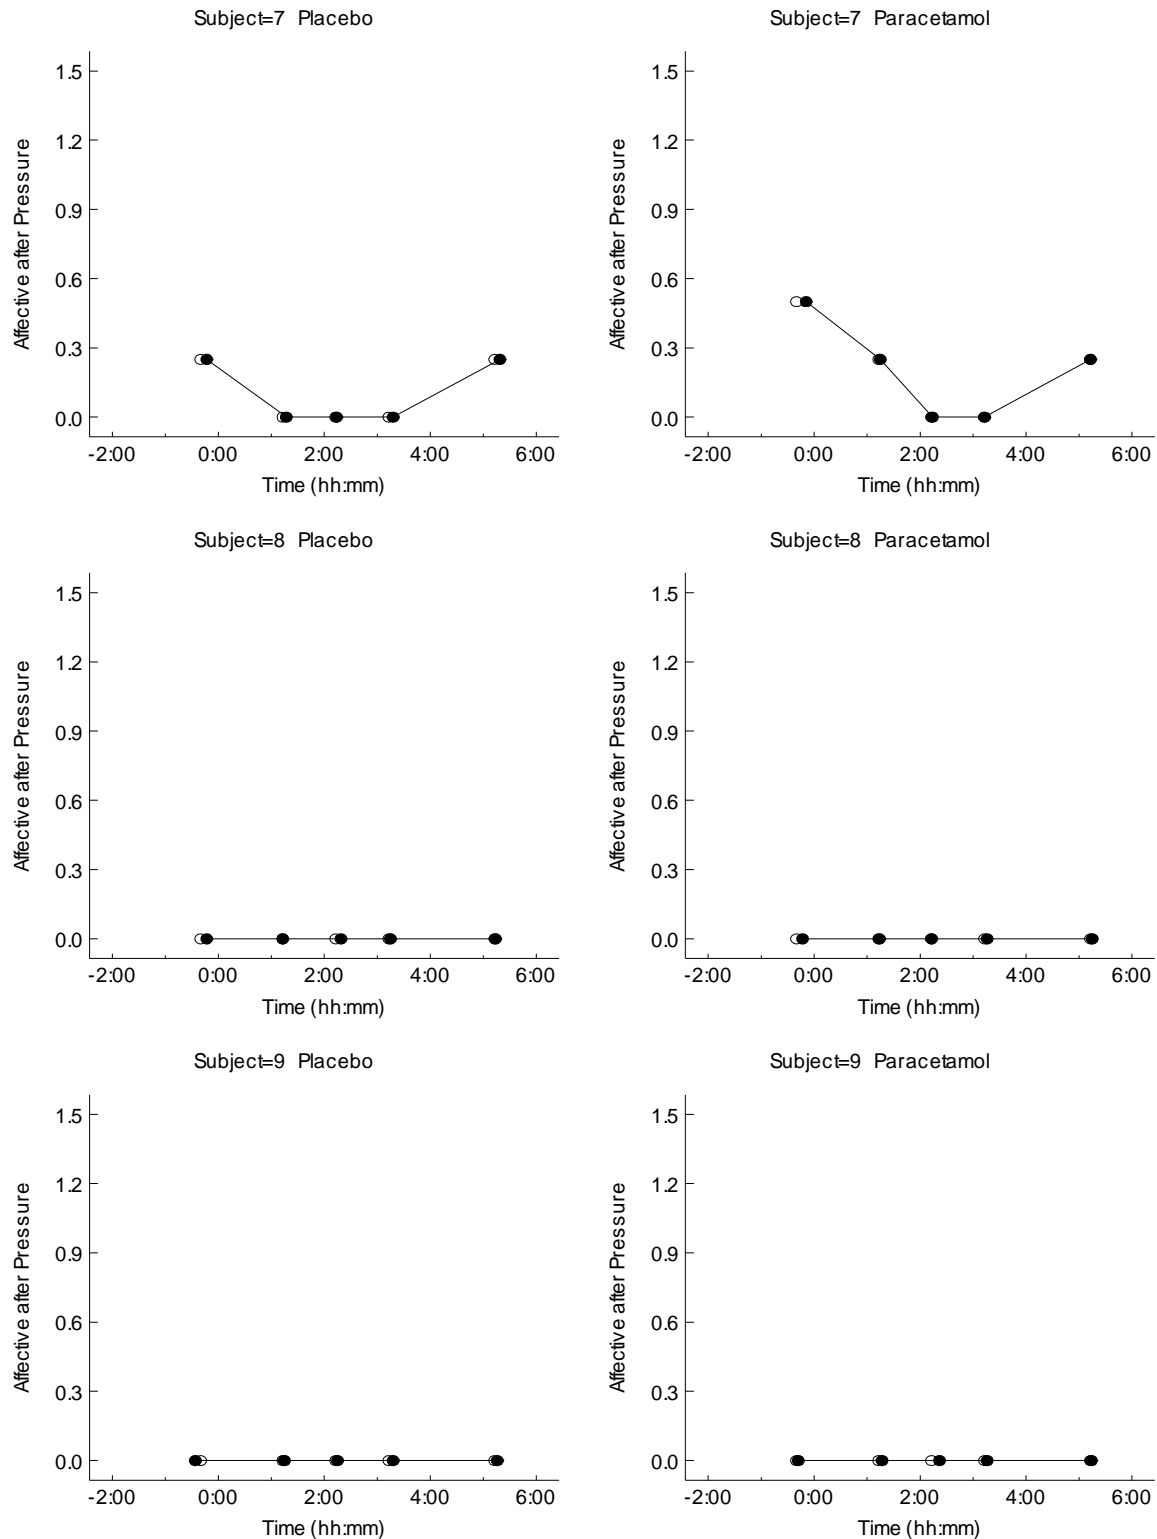 Subject=7 Placebo
Affective after Pressure
1.5
1.2
0.9
0.6
0.3
0.0
-2:00 0:00 2:00 4:00 6:00
Time (hh:mm)
Subject=7 Paracetamol
Affective after Pressure
1.5
1.2
0.9
0.6
0.3
0.0
-2:00 0:00 2:00 4:00 6:00
Time (hh:mm)
Subject=8 Placebo
Affective after Pressure
1.5
1.2
0.9
0.6
0.3
0.0
-2:00 0:00 2:00 4:00 6:00
Time (hh:mm)
Subject=8 Paracetamol
Affective after Pressure
1.5
1.2
0.9
0.6
0.3
0.0
-2:00 0:00 2:00 4:00 6:00
Time (hh:mm)
Subject=9 Placebo
Affective after Pressure
1.5
1.2
0.9
0.6
0.3
0.0
-2:00 0:00 2:00 4:00 6:00
Time (hh:mm)
Subject=9 Paracetamol
Affective after Pressure
1.5
1.2
0.9
0.6
0.3
0.0
-2:00 0:00 2:00 4:00 6:00
Time (hh:mm)